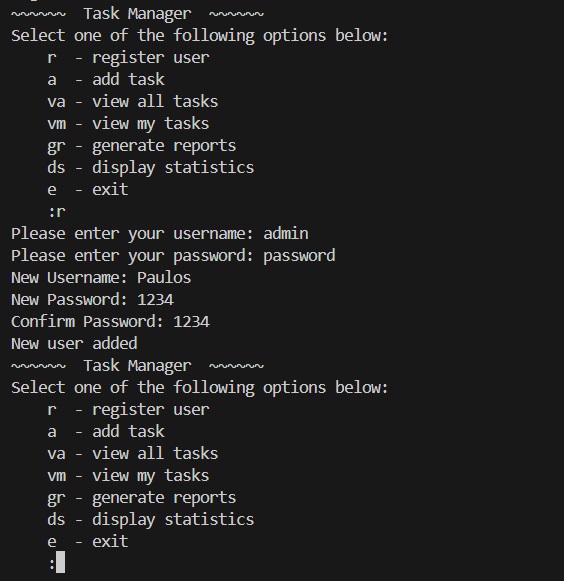 ~~~~~~  Task Manager  ~~~~~~
Select one of the following options below:
    r  - register user
    a  - add task
    va - view all tasks
    vm - view my tasks
    gr - generate reports
    ds - display statistics
    e  - exit
    :r
Please enter your username: admin
Please enter your password: password
New Username: Paulos
New Password: 1234
Confirm Password: 1234
New user added
~~~~~~  Task Manager  ~~~~~~
Select one of the following options below:
    r  - register user
    a  - add task
    va - view all tasks
    vm - view my tasks
    gr - generate reports
    ds - display statistics
    e  - exit
    :